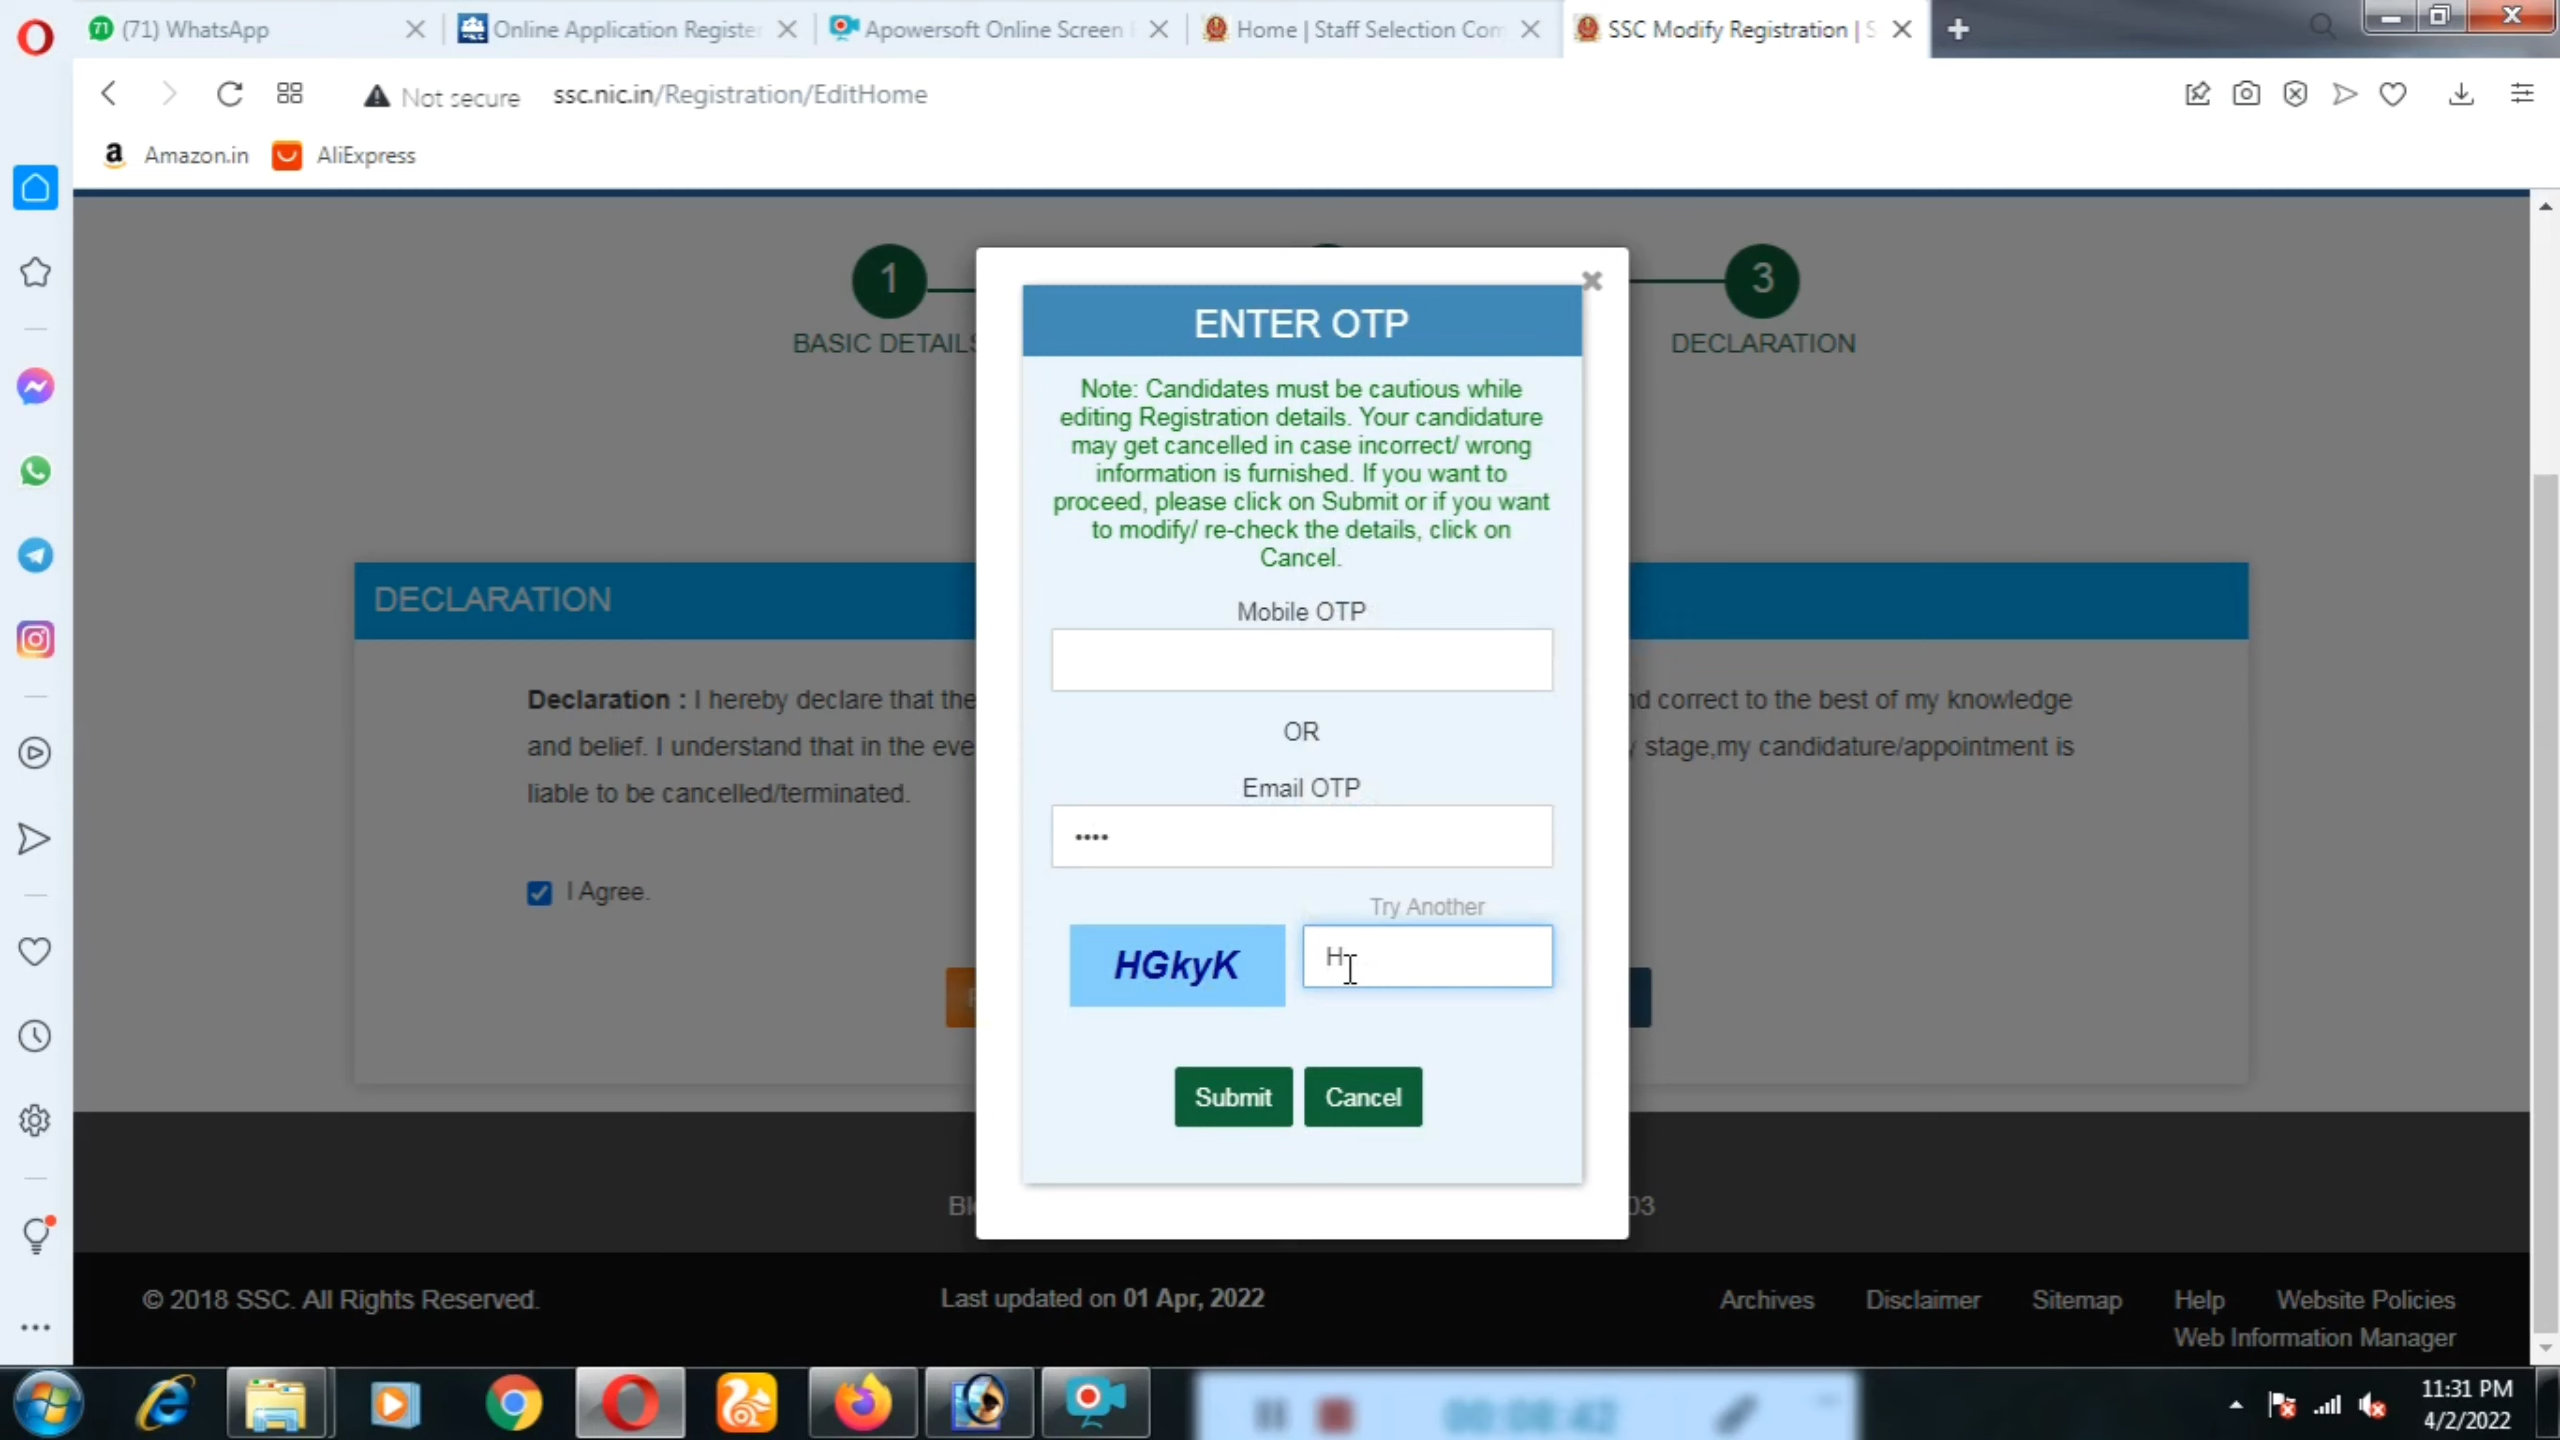 (71) WhatsApp
Online Application Register
Apowersoft Online Screen
Home | Staff Selection Com
SSC Modify Registration | S
Not secure
ssc.nic.in/Registration/EditHome
Amazon.in
AliExpress
1
3
BASIC DETAILS
DECLARATION
ENTER OTP
Note: Candidates must be cautious while
editing Registration details. Your candidature
may get cancelled in case incorrect/ wrong
information is furnished. If you want to
proceed, please click on Submit or if you want
to modify/ re-check the details, click on
Cancel.
Mobile OTP
OR
Email OTP
••••
Try Another
HGkyK
H
Submit
Cancel
DECLARATION
Declaration : I hereby declare that the
and correct to the best of my knowledge
and belief. I understand that in the eve
stage,my candidature/appointment is
liable to be cancelled/terminated.
I Agree.
03
© 2018 SSC. All Rights Reserved.
Last updated on 01 Apr, 2022
Archives
Disclaimer
Sitemap
Help
Website Policies
Web Information Manager
00:08:42
11:31 PM
4/2/2022